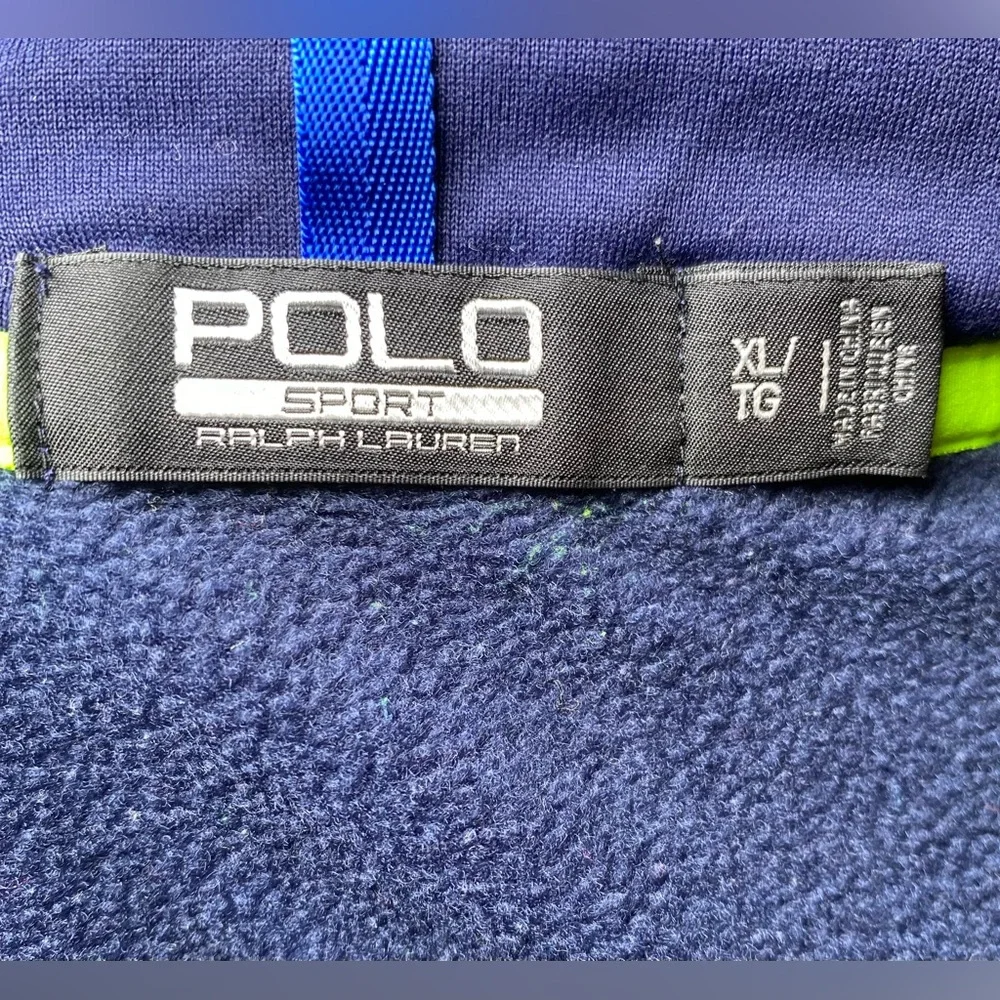 POLO
SPORT
RALPH LAUREN
XL/
TG
MADE IN CHINA
FABRIQUÉ EN
CHINE